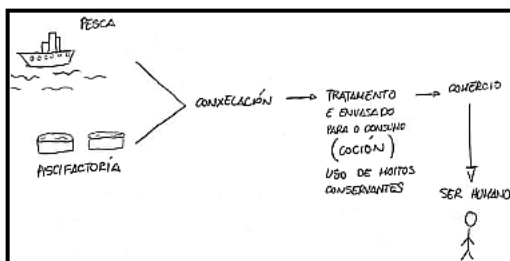 PESCA
PISCIFACTORÍA
CONXELACIÓN
TRATAMENTO
E ENVASADO
PARA O CONSUMO
(COCIÓN)
USO DE MOITOS
CONSERVANTES
COMERCIO
SER HUMANO